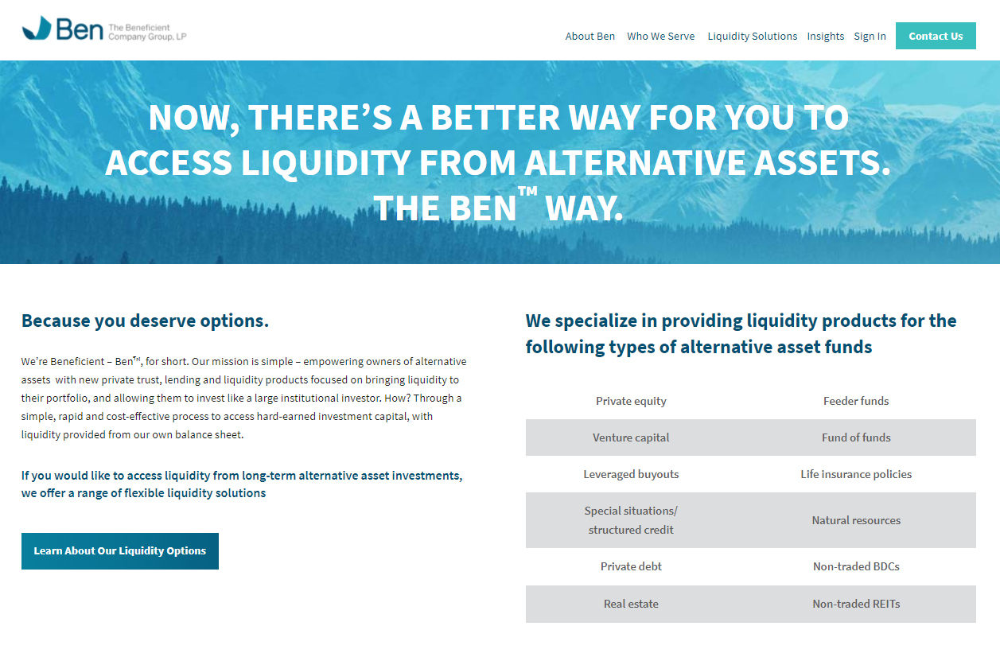 Ben The Beneficient
Company Group, LP
About Ben Who We Serve Liquidity Solutions Insights Sign In Contact Us
NOW, THERE’S A BETTER WAY FOR YOU TO
ACCESS LIQUIDITY FROM ALTERNATIVE ASSETS.
THE BEN™ WAY.
Because you deserve options.
We’re Beneficient – Ben™, for short. Our mission is simple – empowering owners of alternative
assets with new private trust, lending and liquidity products focused on bringing liquidity to
their portfolio, and allowing them to invest like a large institutional investor. How? Through a
simple, rapid and cost-effective process to access hard-earned investment capital, with
liquidity provided from our own balance sheet.
If you would like to access liquidity from long-term alternative asset investments,
we offer a range of flexible liquidity solutions
Learn About Our Liquidity Options
We specialize in providing liquidity products for the
following types of alternative asset funds
Private equity Feeder funds
Venture capital Fund of funds
Leveraged buyouts Life insurance policies
Special situations/
structured credit Natural resources
Private debt Non-traded BDCs
Real estate Non-traded REITs